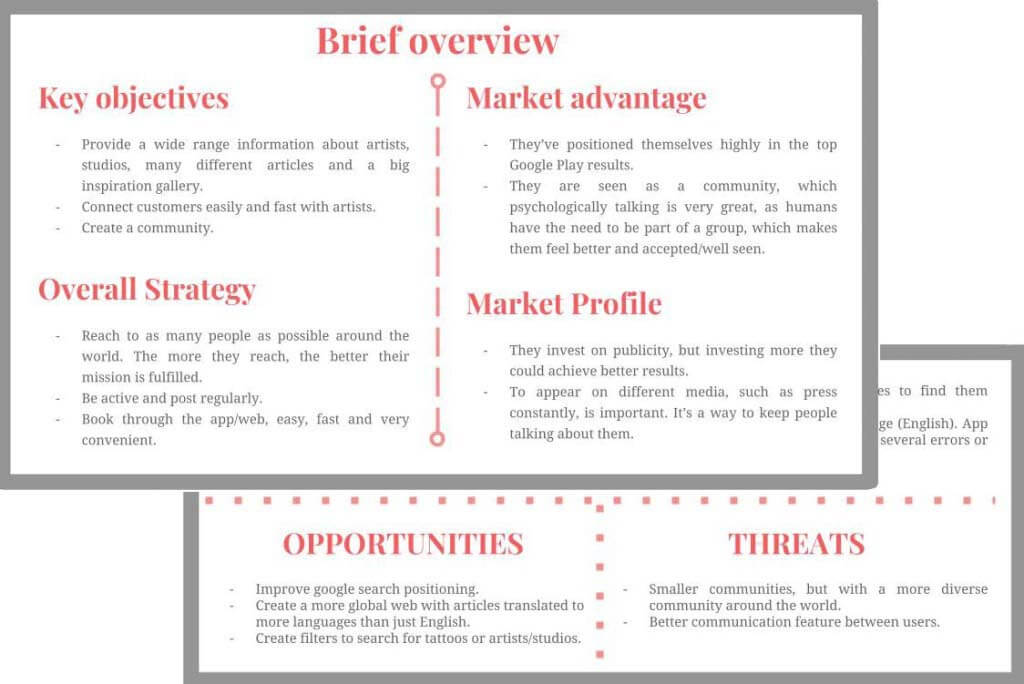 Brief overview
Key objectives
- Provide a wide range information about artists,
studios, many different articles and a big
inspiration gallery.
- Connect customers easily and fast with artists.
- Create a community.
Overall Strategy
- Reach to as many people as possible around the
world. The more they reach, the better their
mission is fulfilled.
- Be active and post regularly.
- Book through the app/web, easy, fast and very
convenient.
Market advantage
- They've positioned themselves highly in the top
Google Play results.
- They are seen as a community, which
psychologically talking is very great, as humans
have the need to be part of a group, which makes
them feel better and accepted/well seen.
Market Profile
- They invest on publicity, but investing more they
could achieve better results.
- To appear on different media, such as press
constantly, is important. It's a way to keep people
talking about them.
to find them
(English). App
several errors or
OPPORTUNITIES
- Improve google search positioning.
- Create a more global web with articles translated to
more languages than just English.
- Create filters to search for tattoos or artists/studios.
THREATS
- Smaller communities, but with a more diverse
community around the world.
- Better communication feature between users.